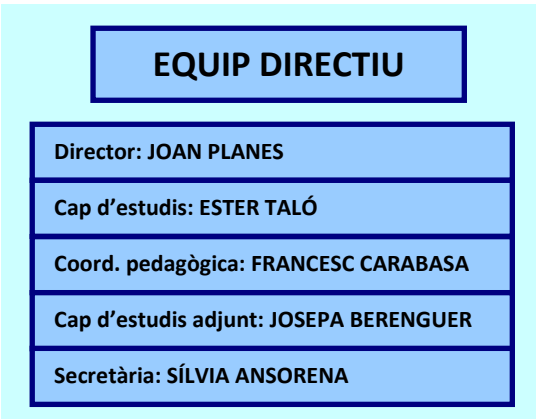 EQUIP DIRECTIU
Director: JOAN PLANES
Cap d’estudis: ESTER TALÓ
Coord. pedagògica: FRANCESC CARABASA
Cap d’estudis adjunt: JOSEPA BERENGUER
Secretària: SÍLVIA ANSORENA